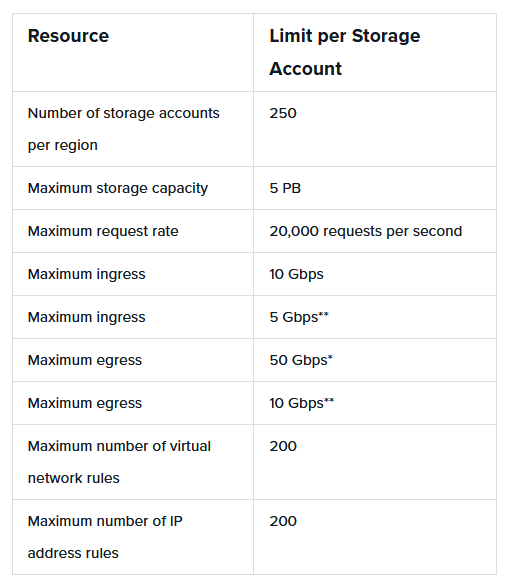 Resource
Limit per Storage
Account
Number of storage accounts
per region
250
Maximum storage capacity
5 PB
Maximum request rate
20,000 requests per second
Maximum ingress
10 Gbps
Maximum ingress
5 Gbps**
Maximum egress
50 Gbps*
Maximum egress
10 Gbps**
Maximum number of virtual
network rules
200
Maximum number of IP
address rules
200